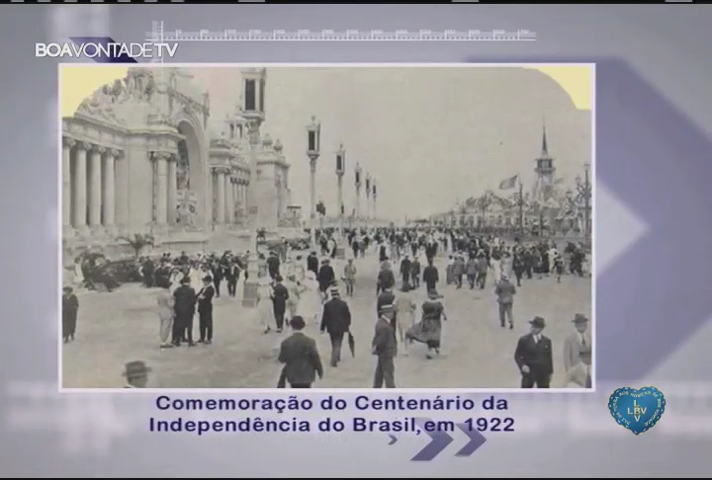 BOAVONTADE TV
Comemoração do Centenário da
Independência do Brasil,em 1922
L
LBV
V